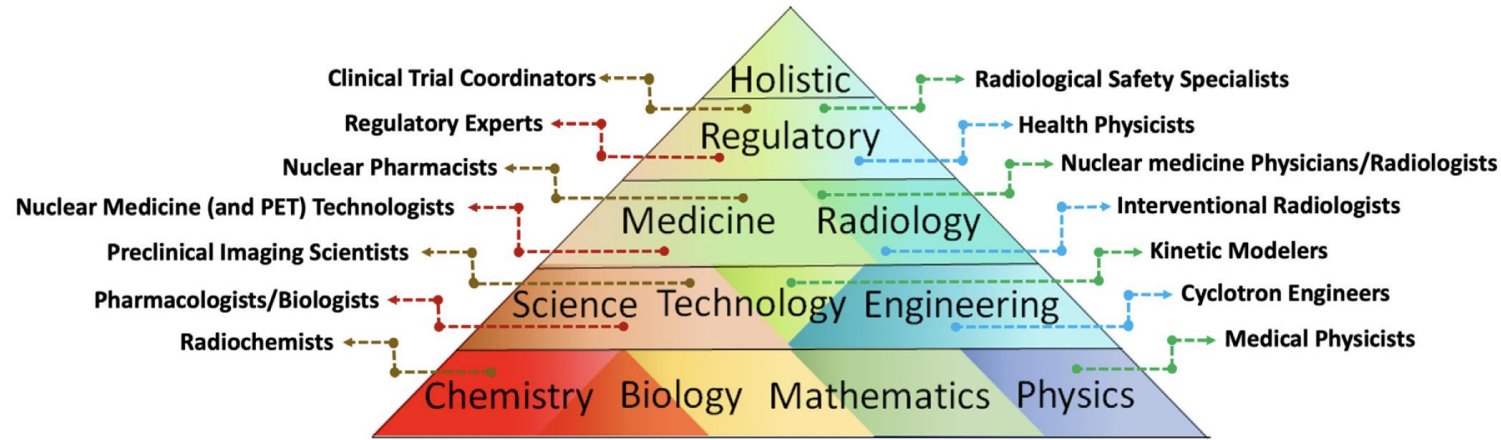 Holistic
Clinical Trial Coordinators
Radiological Safety Specialists
Regulatory Experts
Regulatory
Health Physicists
Nuclear Pharmacists
Nuclear medicine Physicians/Radiologists
Nuclear Medicine (and PET) Technologists
Medicine
Radiology
Interventional Radiologists
Preclinical Imaging Scientists
Kinetic Modelers
Pharmacologists/Biologists
Science
Technology
Engineering
Cyclotron Engineers
Radiochemists
Medical Physicists
Chemistry
Biology
Mathematics
Physics